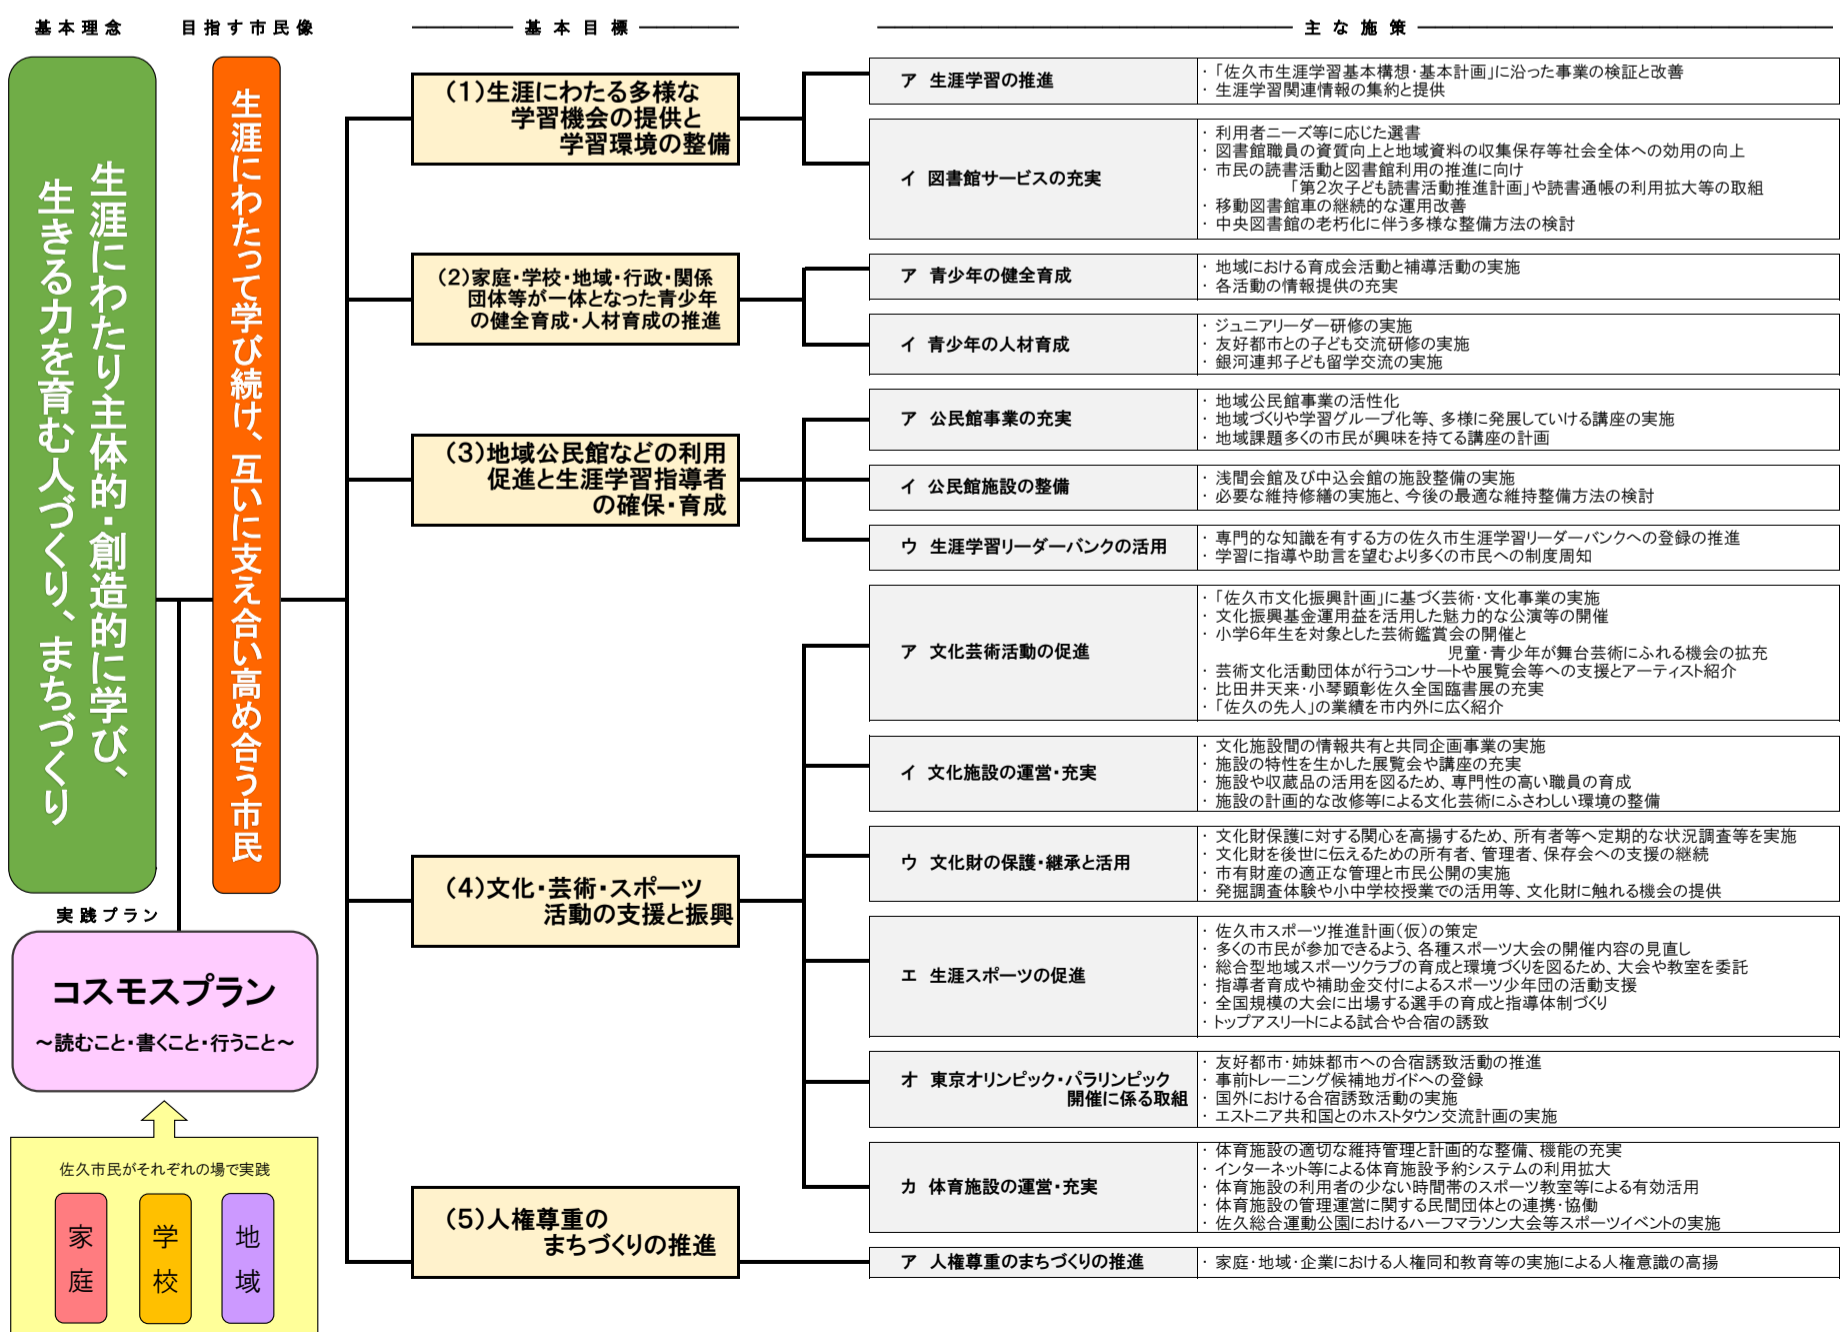 基本理念
目指す市民像
基本目標
主な施策
生涯にわたり主体的・創造的に学び、
生きる力を育む人づくり、まちづくり
生涯にわたって学び続け、互いに支え合い高め合う市民
実践プラン
コスモスプラン
～読むこと・書くこと・行うこと～
佐久市民がそれぞれの場で実践
家庭
学校
地域
（１）生涯にわたる多様な
学習機会の提供と
学習環境の整備
ア 生涯学習の推進
・「佐久市生涯学習基本構想・基本計画」に沿った事業の検証と改善
・ 生涯学習関連情報の集約と提供
イ 図書館サービスの充実
・ 利用者ニーズ等に応じた選書
・ 図書館職員の資質向上と地域資料の収集保存等社会全体への効用の向上
・ 市民の読書活動と図書館利用の推進に向け
「第２次子ども読書活動推進計画」や読書通帳の利用拡大等の取組
・ 移動図書館車の継続的な運用改善
・ 中央図書館の老朽化に伴う多様な整備方法の検討
（２）家庭・学校・地域・行政・関係
団体等が一体となった青少年
の健全育成・人材育成の推進
ア 青少年の健全育成
・ 地域における育成会活動と補導活動の実施
・ 各活動の情報提供の充実
イ 青少年の人材育成
・ ジュニアリーダー研修の実施
・ 友好都市との子ども交流研修の実施
・ 銀河連邦子ども留学交流の実施
（３）地域公民館などの利用
促進と生涯学習指導者
の確保・育成
ア 公民館事業の充実
・ 地域公民館事業の活性化
・ 地域づくりや学習グループ化等、多様に発展していける講座の実施
・ 地域課題多くの市民が興味を持てる講座の計画
イ 公民館施設の整備
・ 浅間会館及び中込会館の施設整備の実施
・ 必要な維持修繕の実施と、今後の最適な維持整備方法の検討
ウ 生涯学習リーダーバンクの活用
・ 専門的な知識を有する方の佐久市生涯学習リーダーバンクへの登録の推進
・ 学習に指導や助言を望むより多くの市民への制度周知
（４）文化・芸術・スポーツ
活動の支援と振興
ア 文化芸術活動の促進
・「佐久市文化振興計画」に基づく芸術・文化事業の実施
・ 文化振興基金運用益を活用した魅力的な公演等の開催
・ 小学６年生を対象とした芸術鑑賞会の開催と
児童・青少年が舞台芸術にふれる機会の拡充
・ 芸術文化活動団体が行うコンサートや展覧会等への支援とアーティスト紹介
・ 比田井天来・小琴顕彰佐久全国臨書展の充実
・「佐久の先人」の業績を市内外に広く紹介
イ 文化施設の運営・充実
・ 文化施設間の情報共有と共同企画事業の実施
・ 施設の特性を生かした展覧会や講座の充実
・ 施設や収蔵品の活用を図るため、専門性の高い職員の育成
・ 施設の計画的な改修等による文化芸術にふさわしい環境の整備
ウ 文化財の保護・継承と活用
・ 文化財保護に対する関心を高揚するため、所有者等へ定期的な状況調査等を実施
・ 文化財を後世に伝えるための所有者、管理者、保存会への支援の継続
・ 市有財産の適正な管理と市民公開の実施
・ 発掘調査体験や小中学校授業での活用等、文化財に触れる機会の提供
エ 生涯スポーツの促進
・ 佐久市スポーツ推進計画（仮）の策定
・ 多くの市民が参加できるよう、各種スポーツ大会の開催内容の見直し
・ 総合型地域スポーツクラブの育成と環境づくりを図るため、大会や教室を委託
・ 指導者育成や補助金交付によるスポーツ少年団の活動支援
・ 全国規模の大会に出場する選手の育成と指導体制づくり
・ トップアスリートによる試合や合宿の誘致
オ 東京オリンピック・パラリンピック
開催に係る取組
・ 友好都市・姉妹都市への合宿誘致活動の推進
・ 事前トレーニング候補地ガイドへの登録
・ 国外における合宿誘致活動の実施
・ エストニア共和国とのホストタウン交流計画の実施
カ 体育施設の運営・充実
・ 体育施設の適切な維持管理と計画的な整備、機能の充実
・ インターネット等による体育施設予約システムの利用拡大
・ 体育施設の利用者の少ない時間帯のスポーツ教室等による有効活用
・ 体育施設の管理運営に関する民間団体との連携・協働
・ 佐久総合運動公園におけるハーフマラソン大会等スポーツイベントの実施
（５）人権尊重の
まちづくりの推進
ア 人権尊重のまちづくりの推進
・ 家庭・地域・企業における人権同和教育等の実施による人権意識の高揚